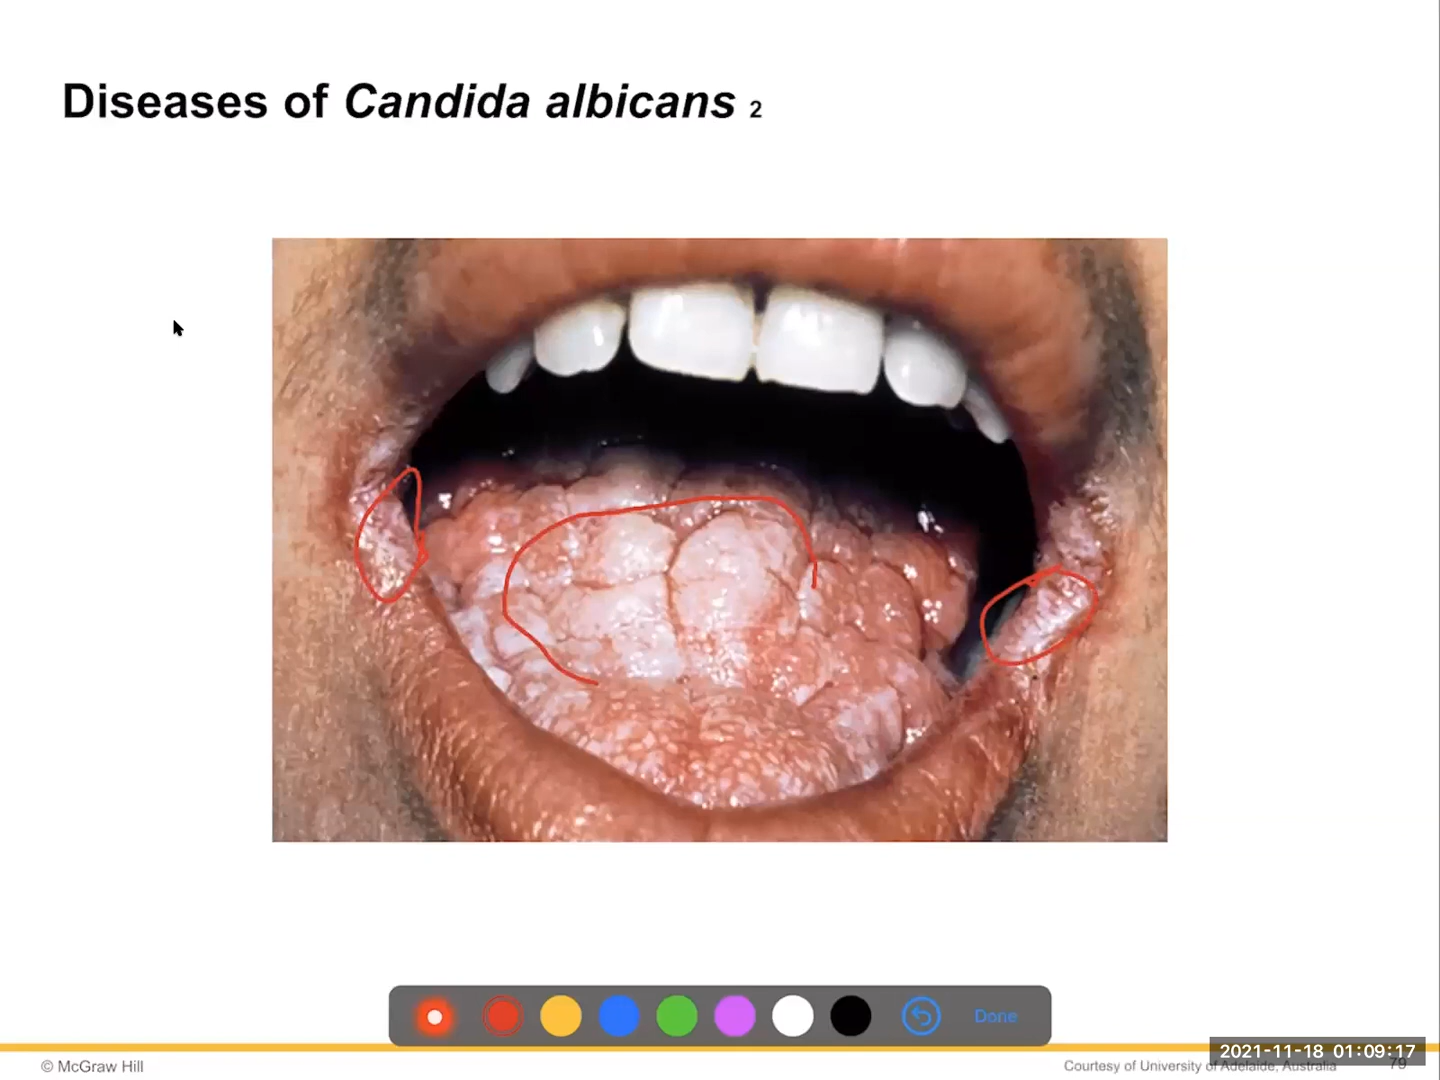 Diseases of Candida albicans 2
Done
2021-11-18 01:09:17
© McGraw Hill
Courtesy of University of Adelaide, Australia
79